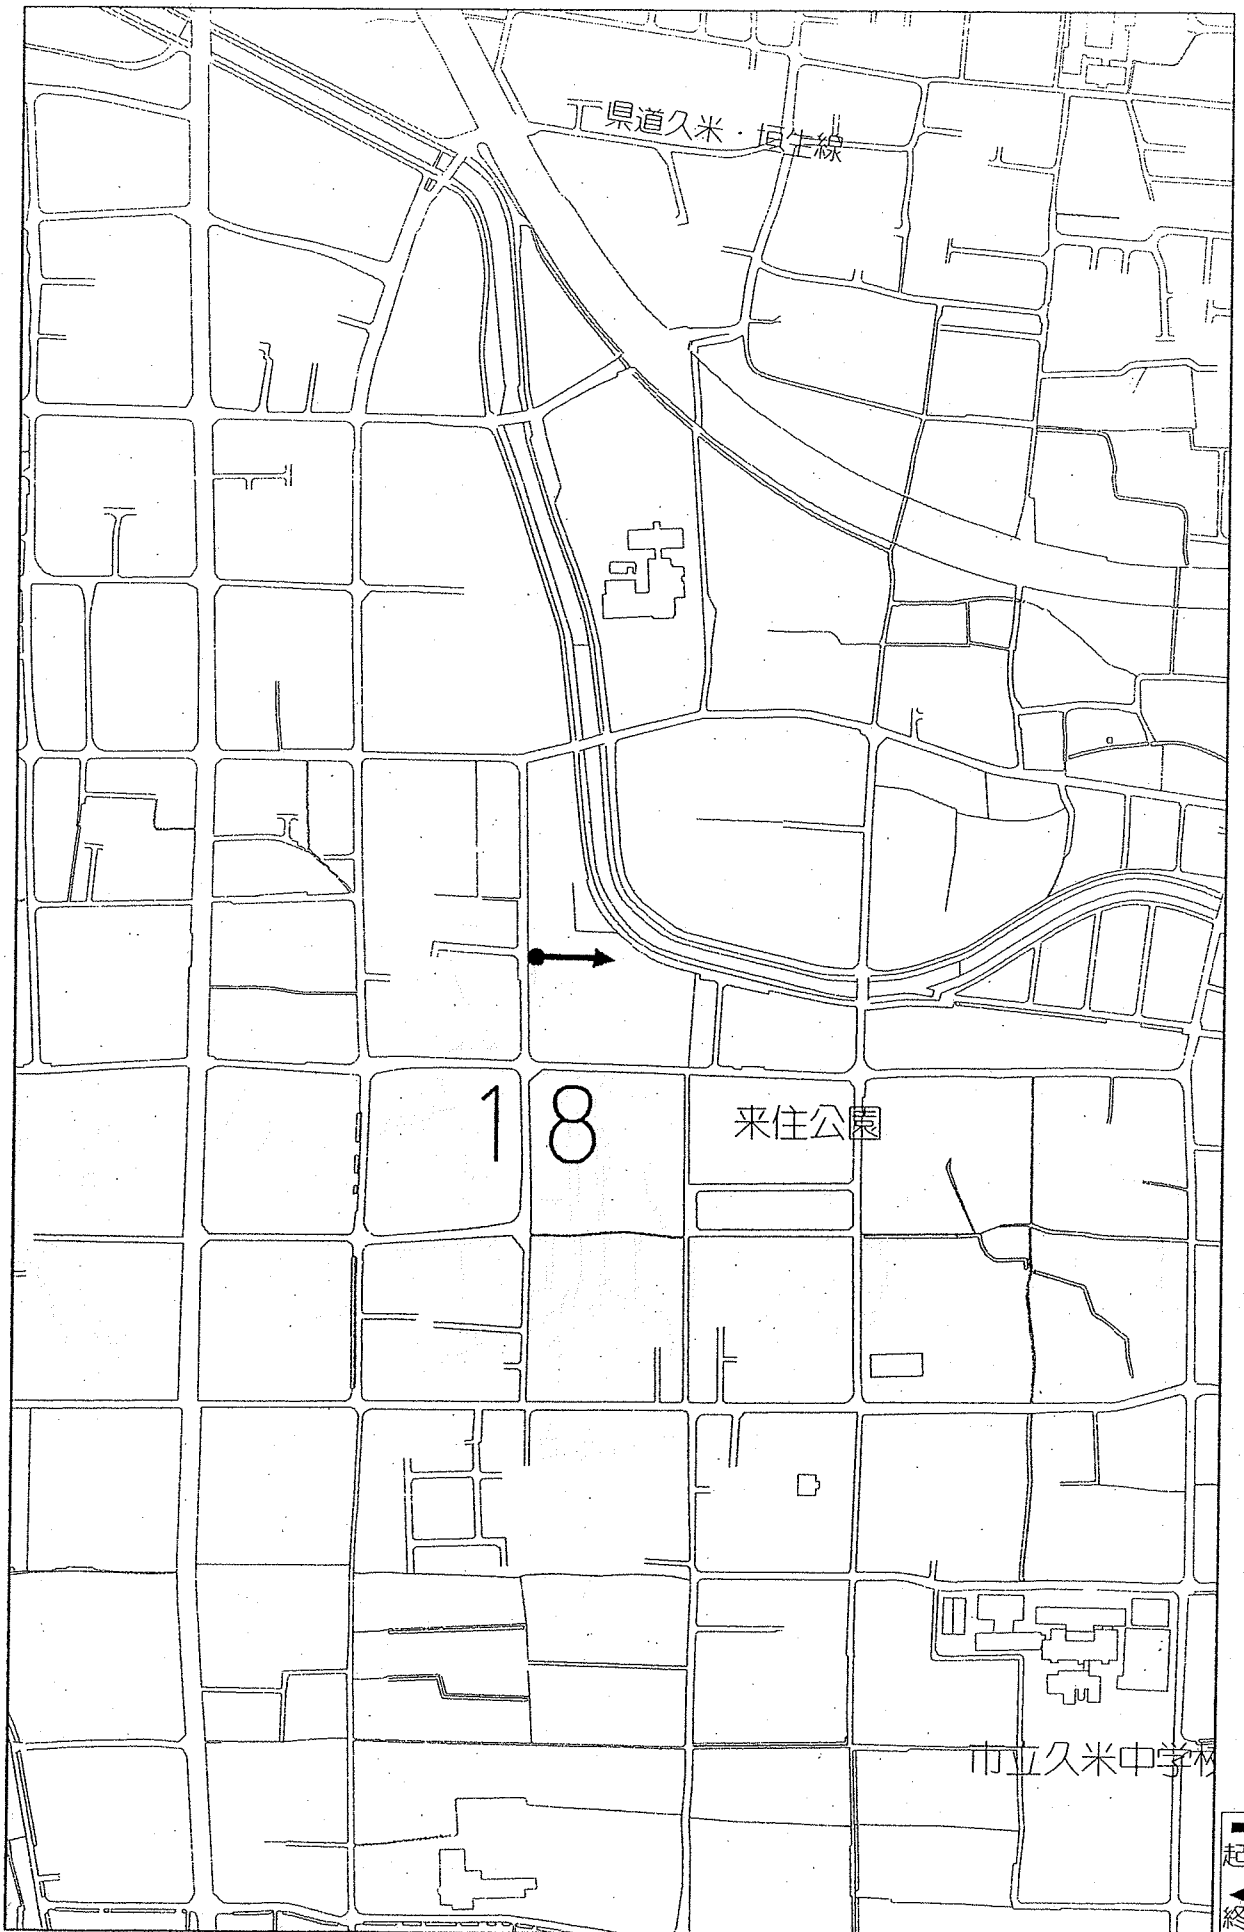 県道久米・垣生線
18
来住公園
市立久米中学校
起
終